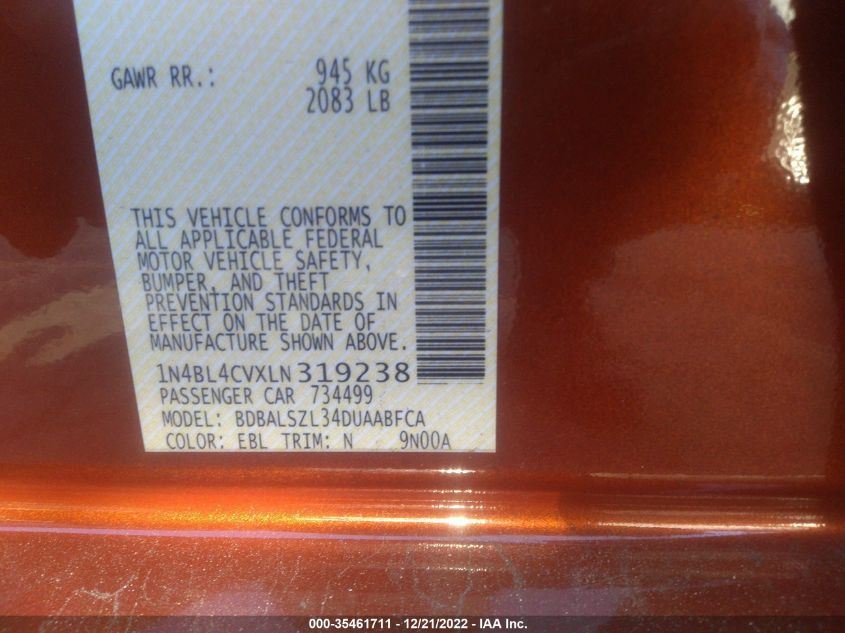 GAWR RR.: 945 KG
2083 LB
THIS VEHICLE CONFORMS TO
ALL APPLICABLE FEDERAL
MOTOR VEHICLE SAFETY,
BUMPER, AND THEFT
PREVENTION STANDARDS IN
EFFECT ON THE DATE OF
MANUFACTURE SHOWN ABOVE.
1N4BL4CVXLN319238
PASSENGER CAR 734499
MODEL: BDBALSZL34DUAABFCA
COLOR: EBL TRIM: N 9N00A
000-35461711 - 12/21/2022 - IAA Inc.